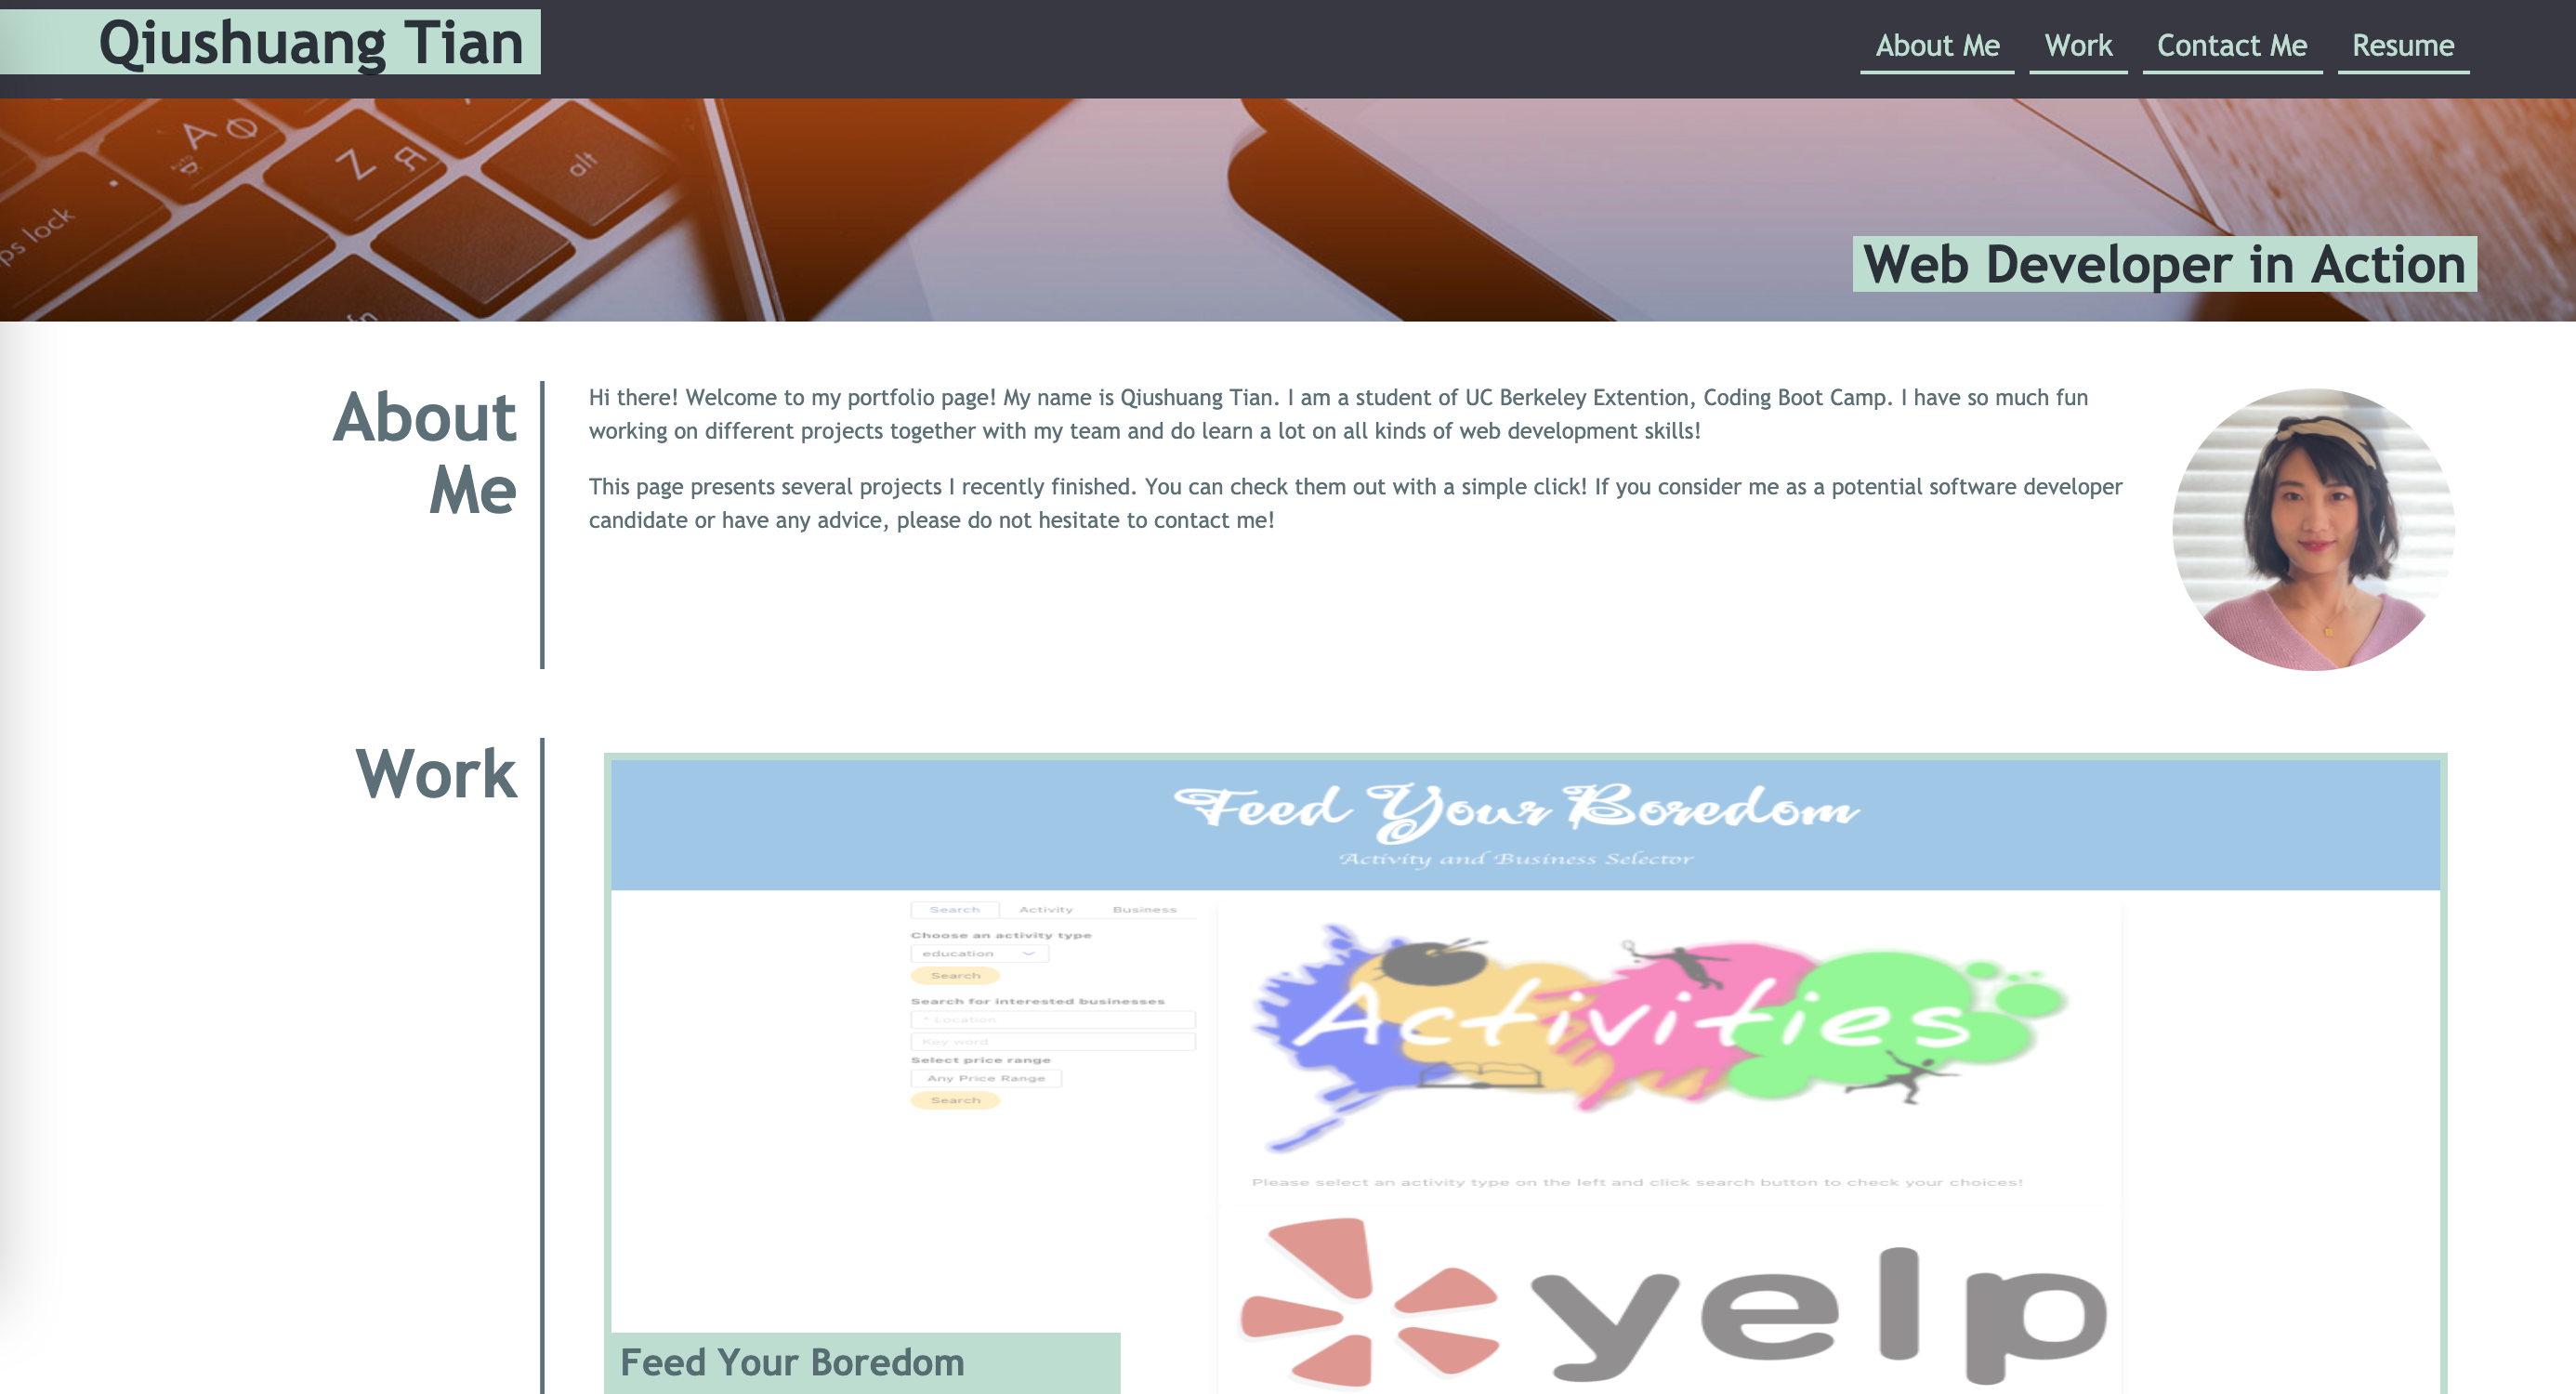 Qiushuang Tian
About Me Work Contact Me Resume
A
Z Я
alt
ps lock
fn
Web Developer in Action
About
Me
Hi there! Welcome to my portfolio page! My name is Qiushuang Tian. I am a student of UC Berkeley Extention, Coding Boot Camp. I have so much fun
working on different projects together with my team and do learn a lot on all kinds of web development skills!
This page presents several projects I recently finished. You can check them out with a simple click! If you consider me as a potential software developer
candidate or have any advice, please do not hesitate to contact me!
Work
Feed Your Boredom
Activity and Business Selector
Search Activity Business
Choose an activity type
education
Search
Search for interested businesses
* Location
Key word
Select price range
Any Price Range
Search
Activities
Please select an activity type on the left and click search button to check your choices!
yelp
Feed Your Boredom